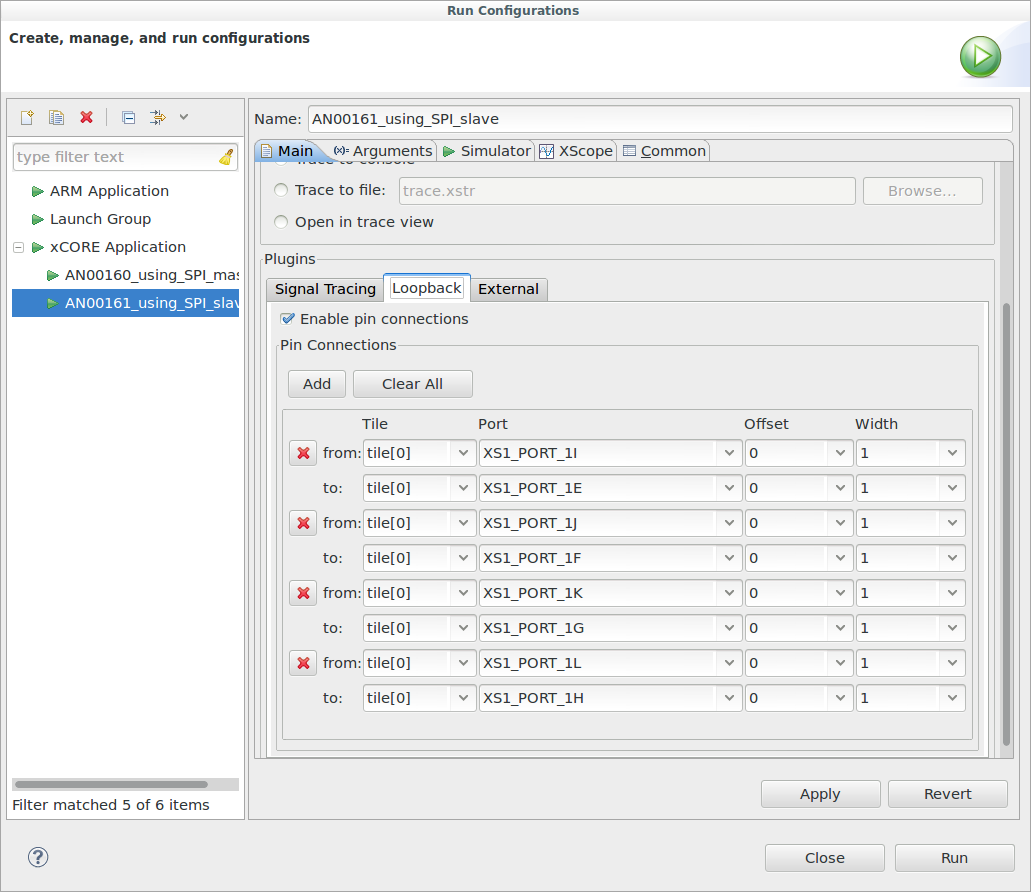 Run Configurations
Create, manage, and run configurations
type filter text
ARM Application
Launch Group
xCORE Application
AN00160_using_SPI_mas
AN00161_using_SPI_slav
Filter matched 5 of 6 items
Name: AN00161_using_SPI_slave
Main (x)= Arguments Simulator XScope Common
Trace to console
Trace to file: trace.xstr Browse...
Open in trace view
Plugins
Signal Tracing Loopback External
Enable pin connections
Pin Connections
Add Clear All
Tile Port Offset Width
from: tile[0] XS1_PORT_1I 0 1
to: tile[0] XS1_PORT_1E 0 1
from: tile[0] XS1_PORT_1J 0 1
to: tile[0] XS1_PORT_1F 0 1
from: tile[0] XS1_PORT_1K 0 1
to: tile[0] XS1_PORT_1G 0 1
from: tile[0] XS1_PORT_1L 0 1
to: tile[0] XS1_PORT_1H 0 1
Apply Revert
? Close Run